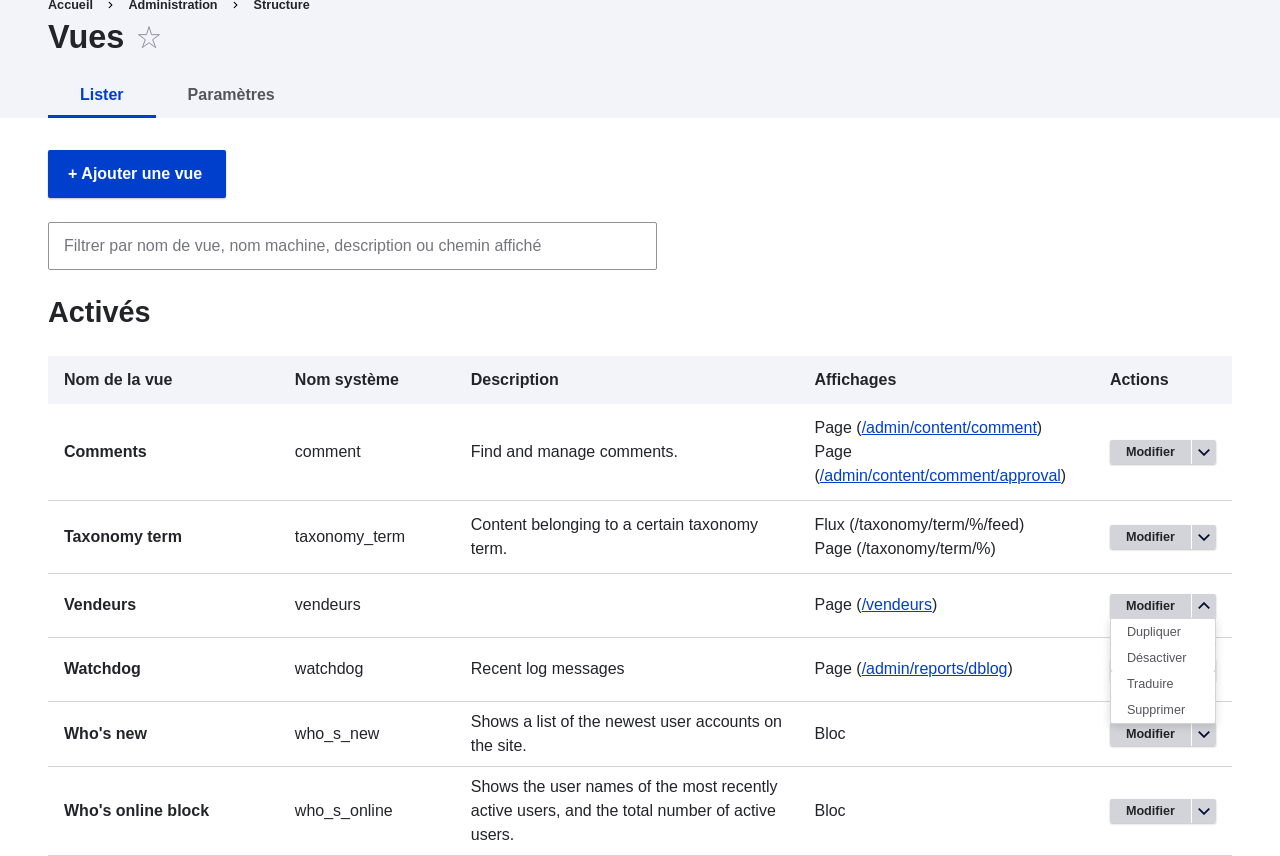 Accueil > Administration > Structure
Vues ☆
Lister Paramètres
+ Ajouter une vue
Filtrer par nom de vue, nom machine, description ou chemin affiché
Activés
Nom de la vue Nom système Description Affichages Actions
Comments comment Find and manage comments. Page (/admin/content/comment)
Page
(/admin/content/comment/approval) Modifier
Taxonomy term taxonomy_term Content belonging to a certain taxonomy
term. Flux (/taxonomy/term/%/feed)
Page (/taxonomy/term/%) Modifier
Vendeurs vendeurs Page (/vendeurs) Modifier
Dupliquer
Désactiver
Traduire
Supprimer
Watchdog watchdog Recent log messages Page (/admin/reports/dblog)
Who's new who_s_new Shows a list of the newest user accounts on
the site. Bloc Modifier
Who's online block who_s_online Shows the user names of the most recently
active users, and the total number of active
users. Bloc Modifier